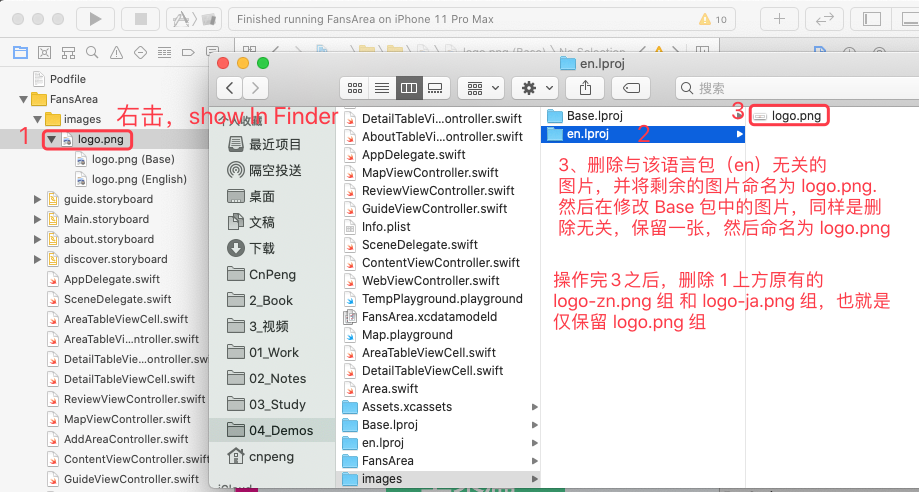 Finished running FansArea on iPhone 11 Pro Max
10
logo.png (Base)
No Selection
Podfile
FansArea
images
logo.png
logo.png (Base)
logo.png (English)
guide.storyboard
Main.storyboard
about.storyboard
discover.storyboard
AppDelegate.swift
SceneDelegate.swift
AreaTableViewCell.swift
AreaTableVi...ntroller.swift
DetailTableVie...ontroller.swift
DetailTableViewCell.swift
ReviewViewController.swift
MapViewController.swift
AddAreaController.swift
ContentViewController.swift
GuideViewController.swift
1
右击，show In Finder
en.lproj
搜索
个人收藏
最近项目
隔空投送
桌面
文稿
下载
CnPeng
2_Book
3_视频
01_Work
02_Notes
03_Study
04_Demos
cnpeng
iCloud
DetailTableVi...ontroller.swift
AboutTableVi...ontroller.swift
AppDelegate.swift
MapViewController.swift
ReviewViewController.swift
GuideViewController.swift
Info.plist
SceneDelegate.swift
ContentViewController.swift
WebViewController.swift
TempPlayground.playground
FansArea.xcdatamodeld
Map.playground
AreaTableViewCell.swift
DetailTableViewCell.swift
Area.swift
Assets.xcassets
Base.lproj
en.lproj
FansArea
images
Base.lproj
en.lproj
2
3
logo.png
3、删除与该语言包（en）无关的
图片，并将剩余的图片命名为 logo.png.
然后在修改 Base 包中的图片，同样是删
除无关，保留一张，然后命名为 logo.png
操作完3之后，删除 1 上方原有的
logo-zn.png 组 和 logo-ja.png 组，也就是
仅保留 logo.png 组